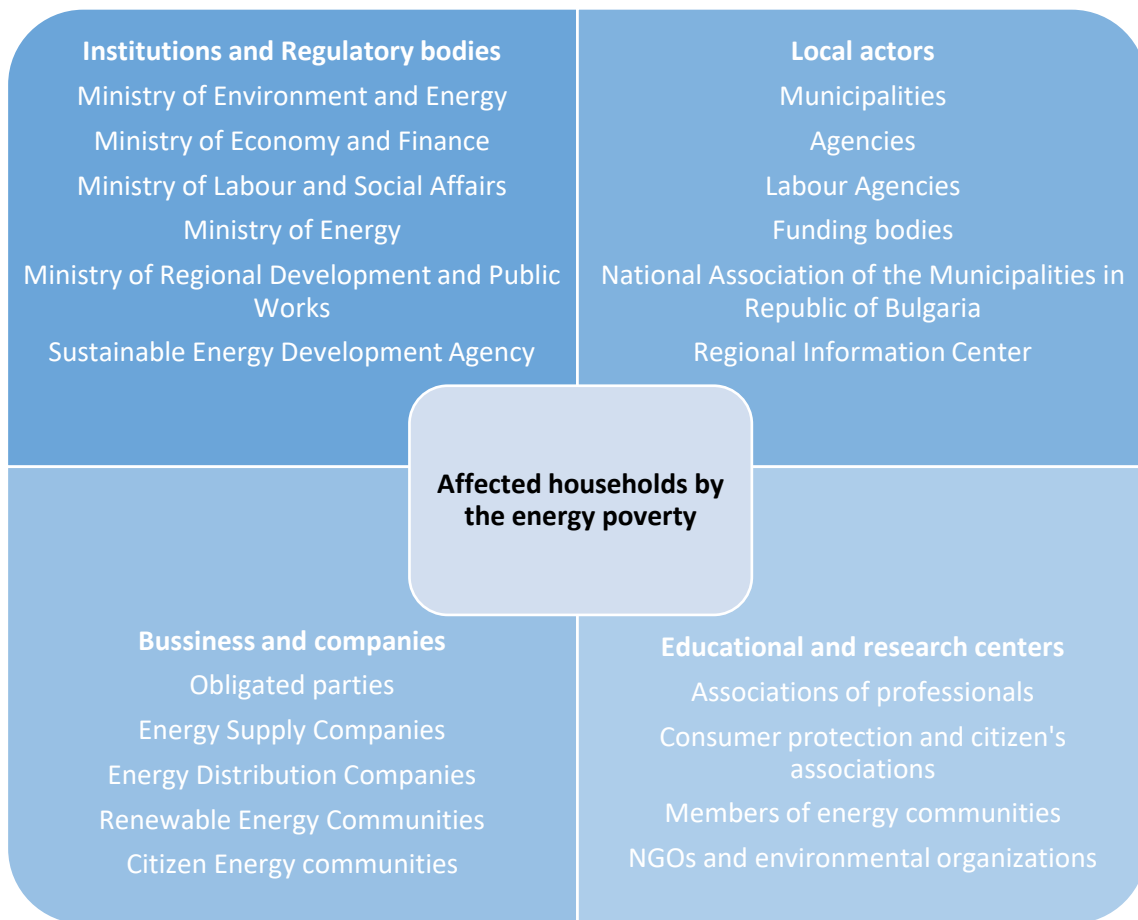 Institutions and Regulatory bodies
Ministry of Environment and Energy
Ministry of Economy and Finance
Ministry of Labour and Social Affairs
Ministry of Energy
Ministry of Regional Development and Public
Works
Sustainable Energy Development Agency
Local actors
Municipalities
Agencies
Labour Agencies
Funding bodies
National Association of the Municipalities in
Republic of Bulgaria
Regional Information Center
Affected households by
the energy poverty
Bussiness and companies
Obligated parties
Energy Supply Companies
Energy Distribution Companies
Renewable Energy Communities
Citizen Energy communities
Educational and research centers
Associations of professionals
Consumer protection and citizen's
associations
Members of energy communities
NGOs and environmental organizations